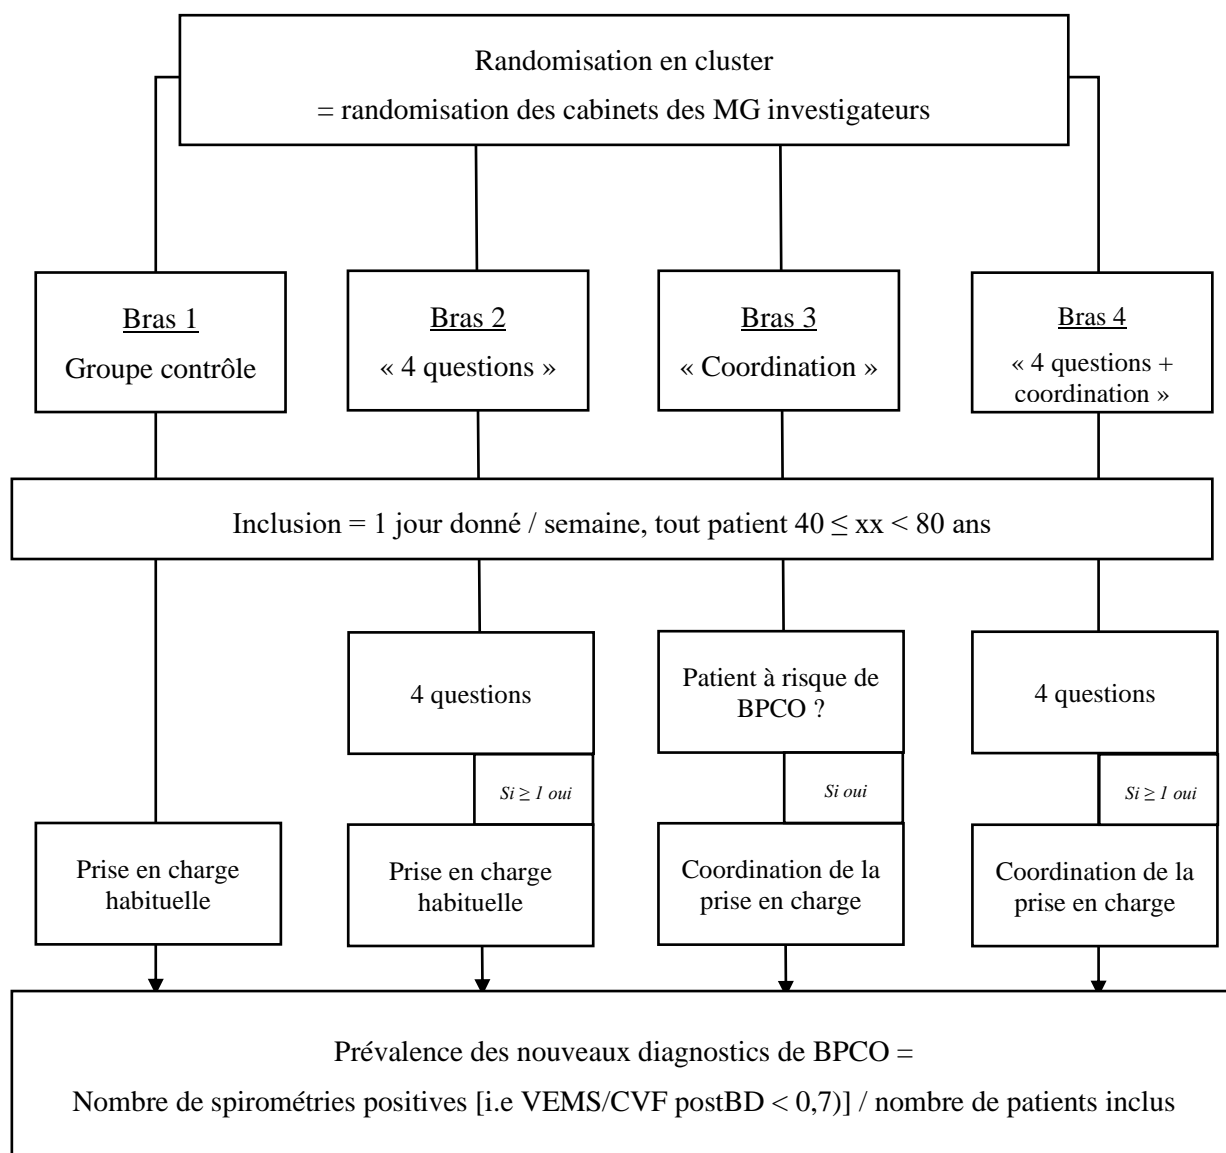 Randomisation en cluster
= randomisation des cabinets des MG investigateurs
Bras 1
Groupe contrôle
Bras 2
« 4 questions »
Bras 3
« Coordination »
Bras 4
« 4 questions +
coordination »
Inclusion = 1 jour donné / semaine, tout patient 40 ≤ xx < 80 ans
4 questions
Patient à risque de
BPCO ?
4 questions
Si ≥ 1 oui
Si oui
Si ≥ 1 oui
Prise en charge
habituelle
Prise en charge
habituelle
Coordination de la
prise en charge
Coordination de la
prise en charge
Prévalence des nouveaux diagnostics de BPCO =
Nombre de spirométries positives [i.e VEMS/CVF postBD < 0,7)] / nombre de patients inclus